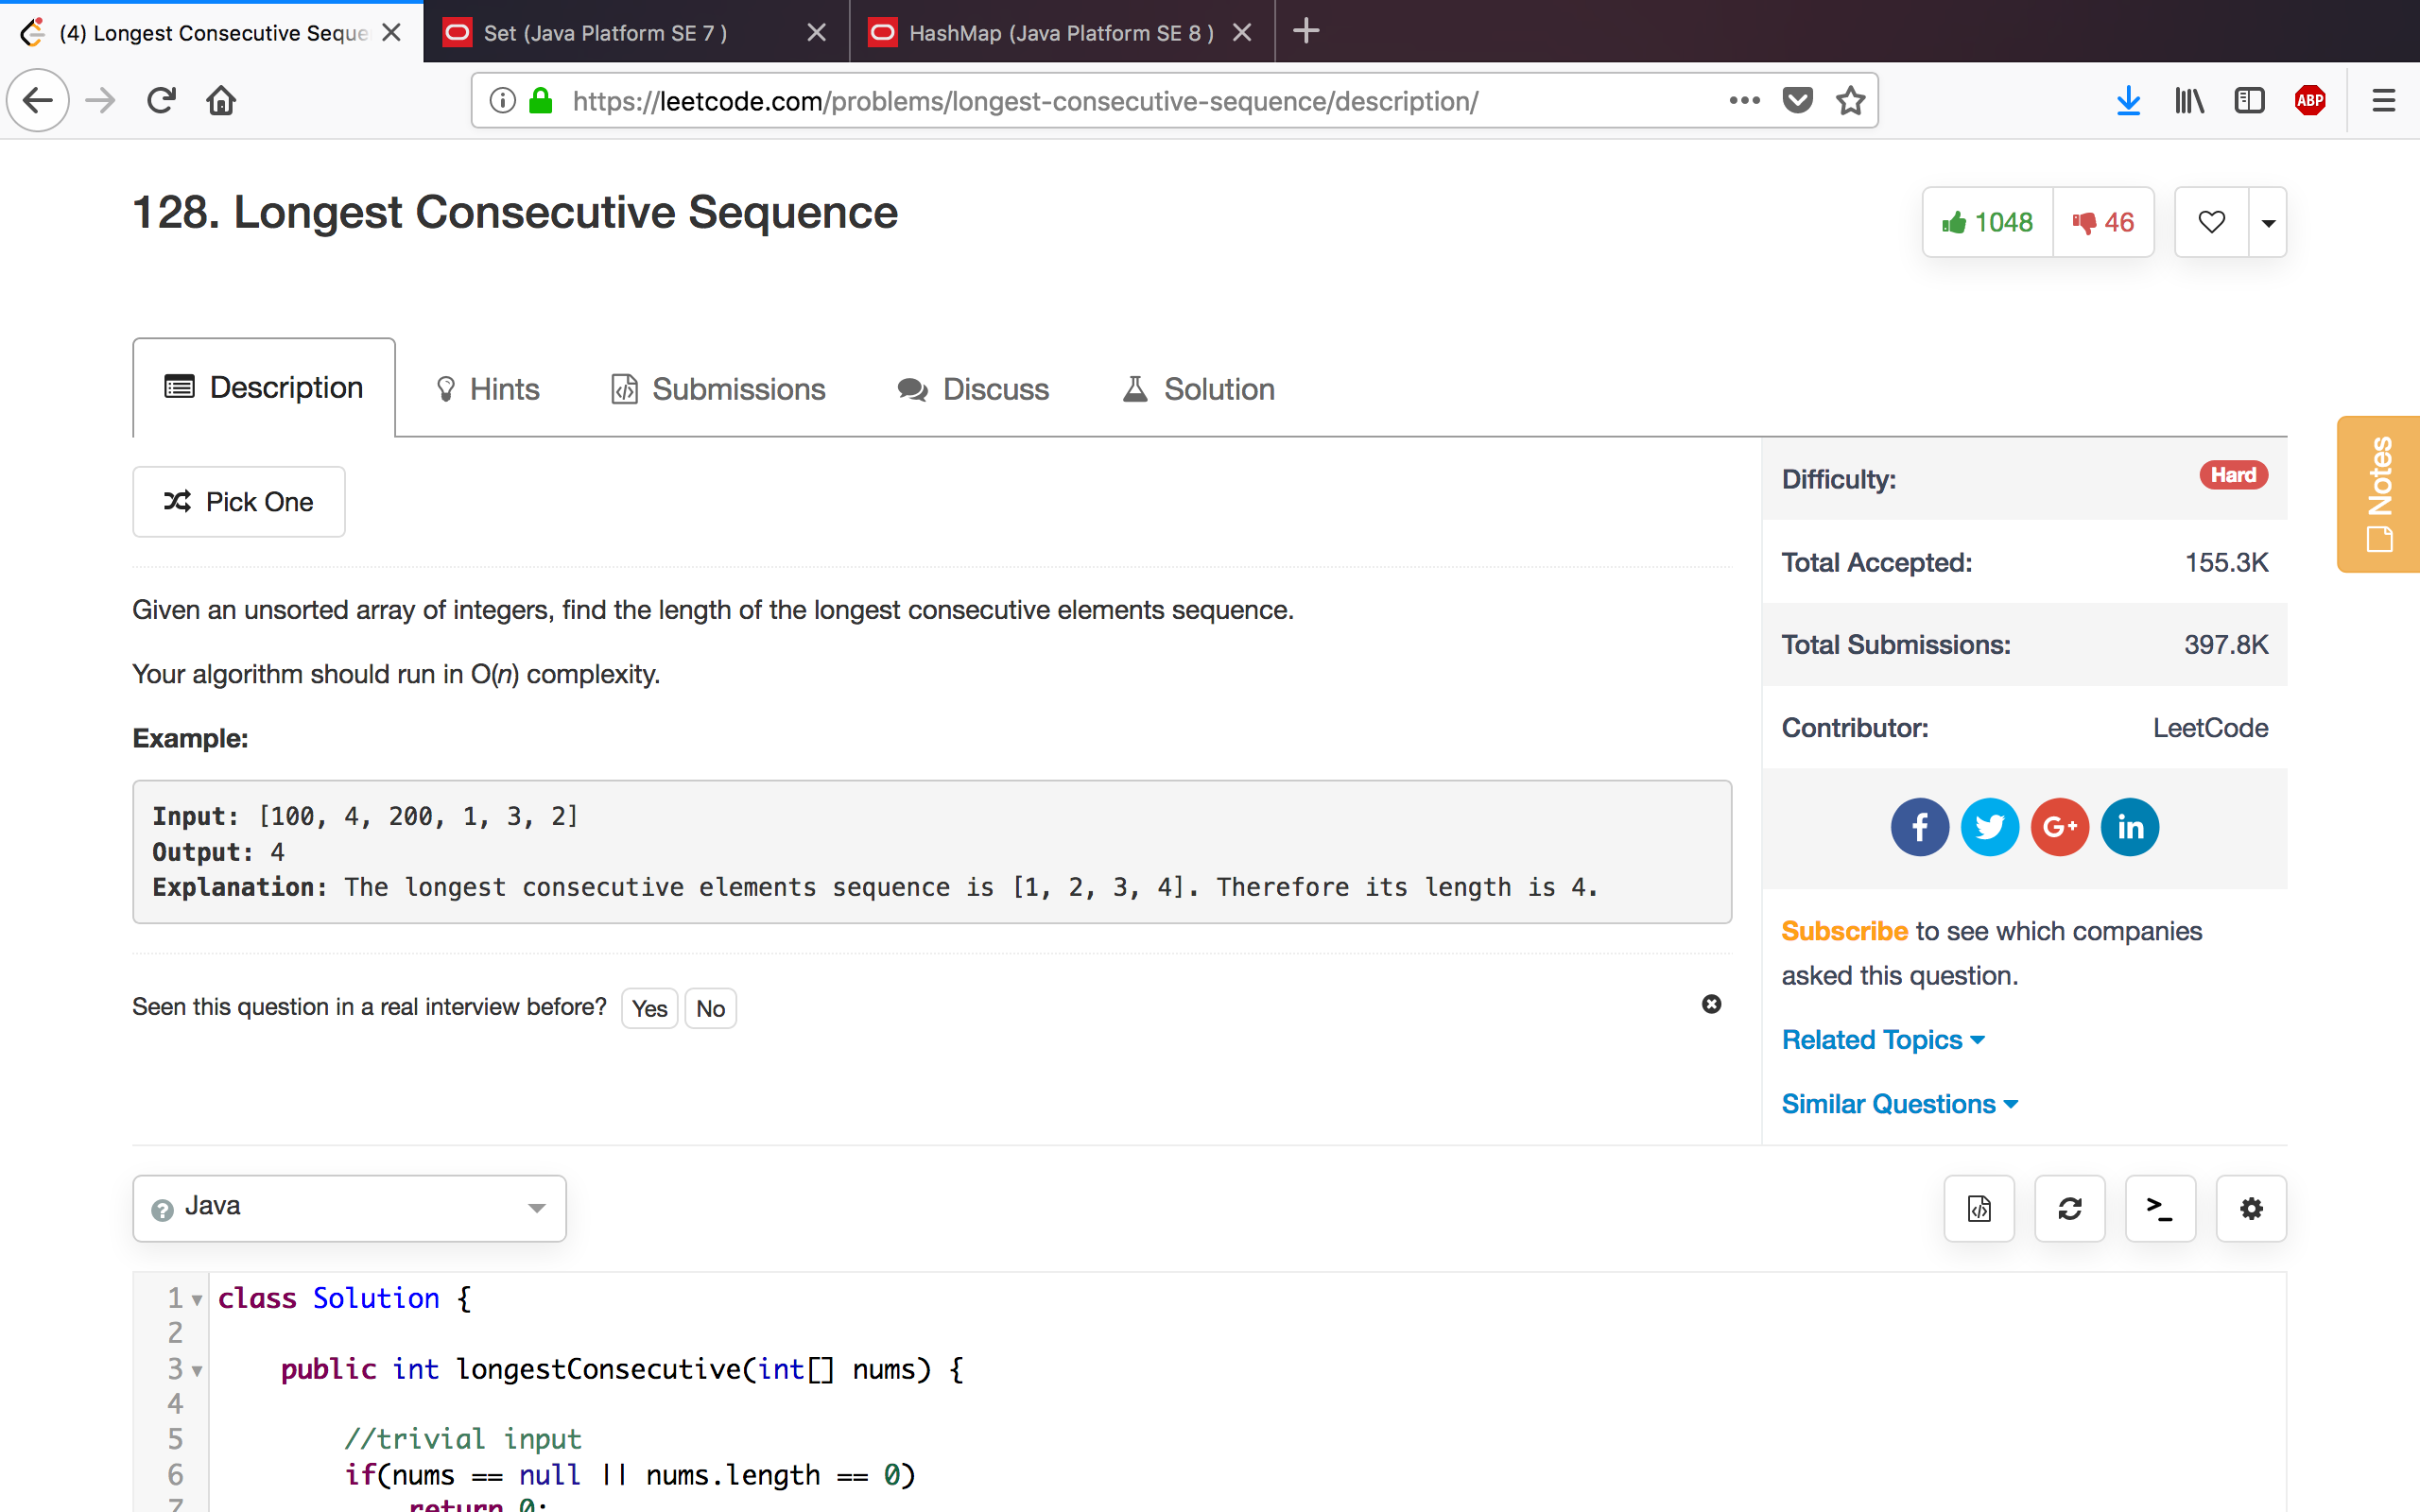 (4) Longest Consecutive Seque
Set (Java Platform SE 7 )
HashMap (Java Platform SE 8 )
https://leetcode.com/problems/longest-consecutive-sequence/description/
ABP
128. Longest Consecutive Sequence
1048
46
Description
Hints
Submissions
Discuss
Solution
Pick One
Given an unsorted array of integers, find the length of the longest consecutive elements sequence.
Your algorithm should run in O(n) complexity.
Example:
Input: [100, 4, 200, 1, 3, 2]
Output: 4
Explanation: The longest consecutive elements sequence is [1, 2, 3, 4]. Therefore its length is 4.
Seen this question in a real interview before? Yes No
Difficulty: Hard
Total Accepted: 155.3K
Total Submissions: 397.8K
Contributor: LeetCode
f G+ in
Subscribe to see which companies
asked this question.
Related Topics
Similar Questions
Notes
? Java
>_
1 class Solution {
2
3 public int longestConsecutive(int[] nums) {
4
5 //trivial input
6 if(nums == null || nums.length == 0)
7 return 0;